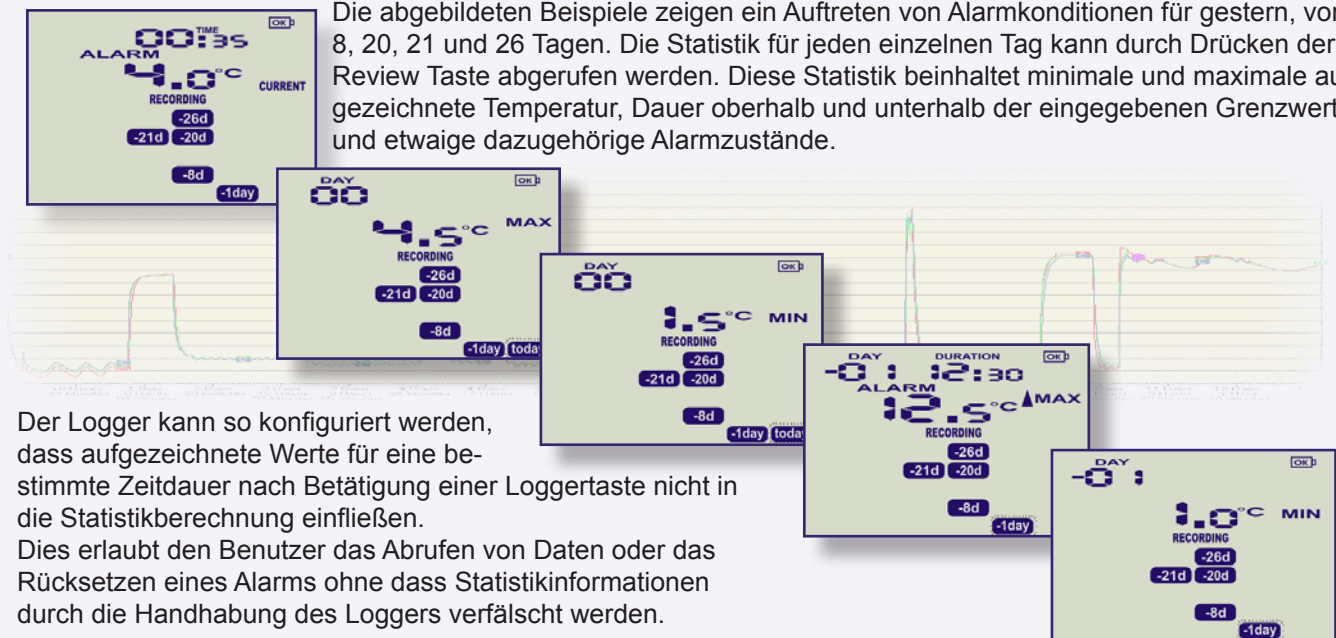 Die abgebildeten Beispiele zeigen ein Auftreten von Alarmkonditionen für gestern, vor
8, 20, 21 und 26 Tagen. Die Statistik für jeden einzelnen Tag kann durch Drücken der
Review Taste abgerufen werden. Diese Statistik beinhaltet minimale und maximale au
gezeichnete Temperatur, Dauer oberhalb und unterhalb der eingegebenen Grenzwert
und etwaige dazugehörige Alarmzustände.
TIME
00:35
OK
ALARM
4.0°C
CURRENT
RECORDING
-26d
-21d -20d
-8d
-1day
DAY
00
OK
4.5°C MAX
RECORDING
-26d
-21d -20d
-8d
-1day today
DAY
00
OK
1.5°C MIN
RECORDING
-26d
-21d -20d
-8d
-1day today
DAY DURATION
-01 12:30
OK
ALARM
12.5°C MAX
RECORDING
-26d
-21d -20d
-8d
-1day
DAY
-01
OK
1.0°C MIN
RECORDING
-26d
-21d -20d
-8d
-1day
Der Logger kann so konfiguriert werden,
dass aufgezeichnete Werte für eine be-
stimmte Zeitdauer nach Betätigung einer Loggertaste nicht in
die Statistikberechnung einfließen.
Dies erlaubt den Benutzer das Abrufen von Daten oder das
Rücksetzen eines Alarms ohne dass Statistikinformationen
durch die Handhabung des Loggers verfälscht werden.